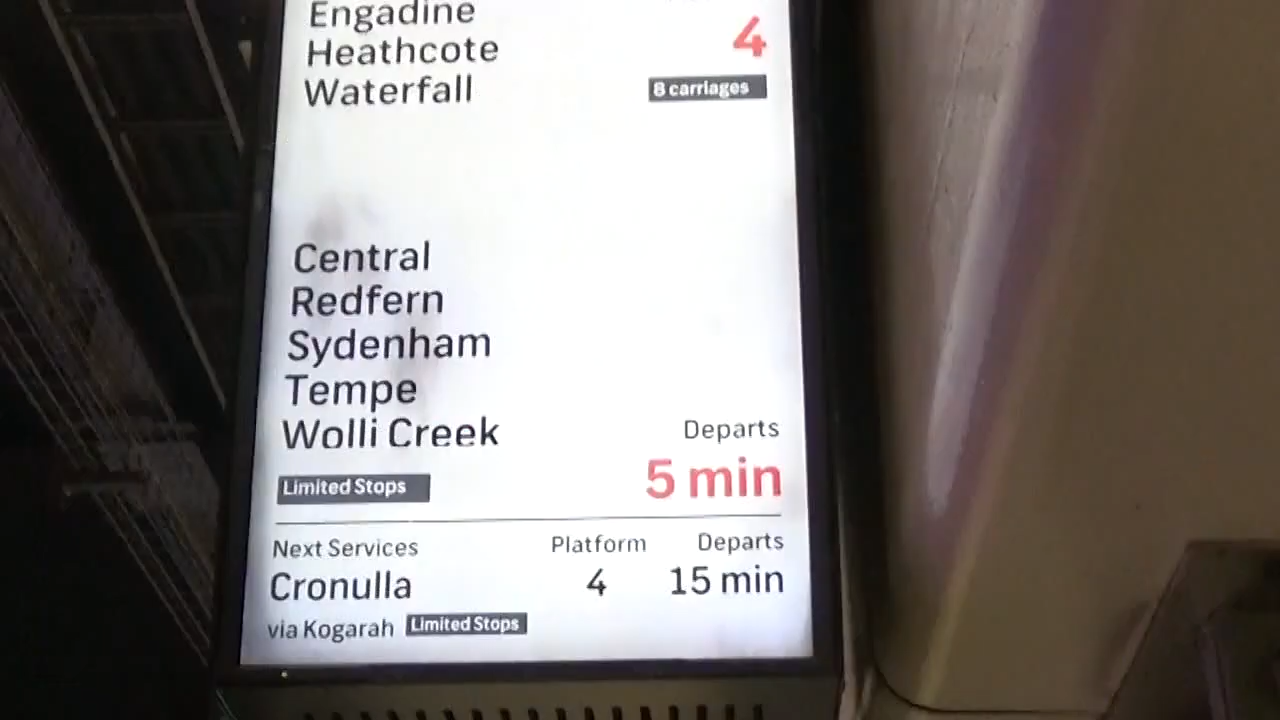 Engadine
Heathcote
4
Waterfall
8 carriages
Central
Redfern
Sydenham
Tempe
Wolli Creek
Departs
Limited Stops
5 min
Next Services
Platform
Departs
Cronulla
4
15 min
via Kogarah
Limited Stops